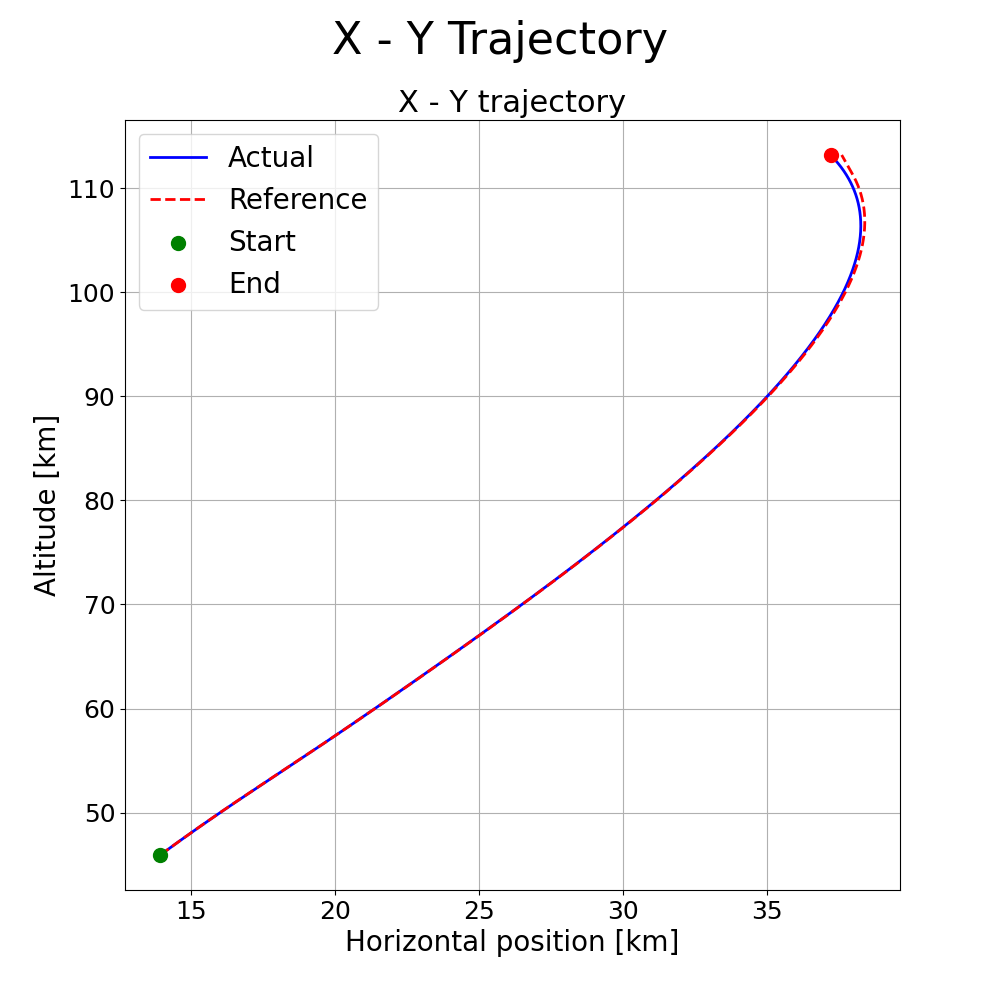 X - Y Trajectory
X - Y trajectory
Actual
Reference
Start
End
110
100
90
80
70
60
50
Altitude [km]
15 20 25 30 35
Horizontal position [km]